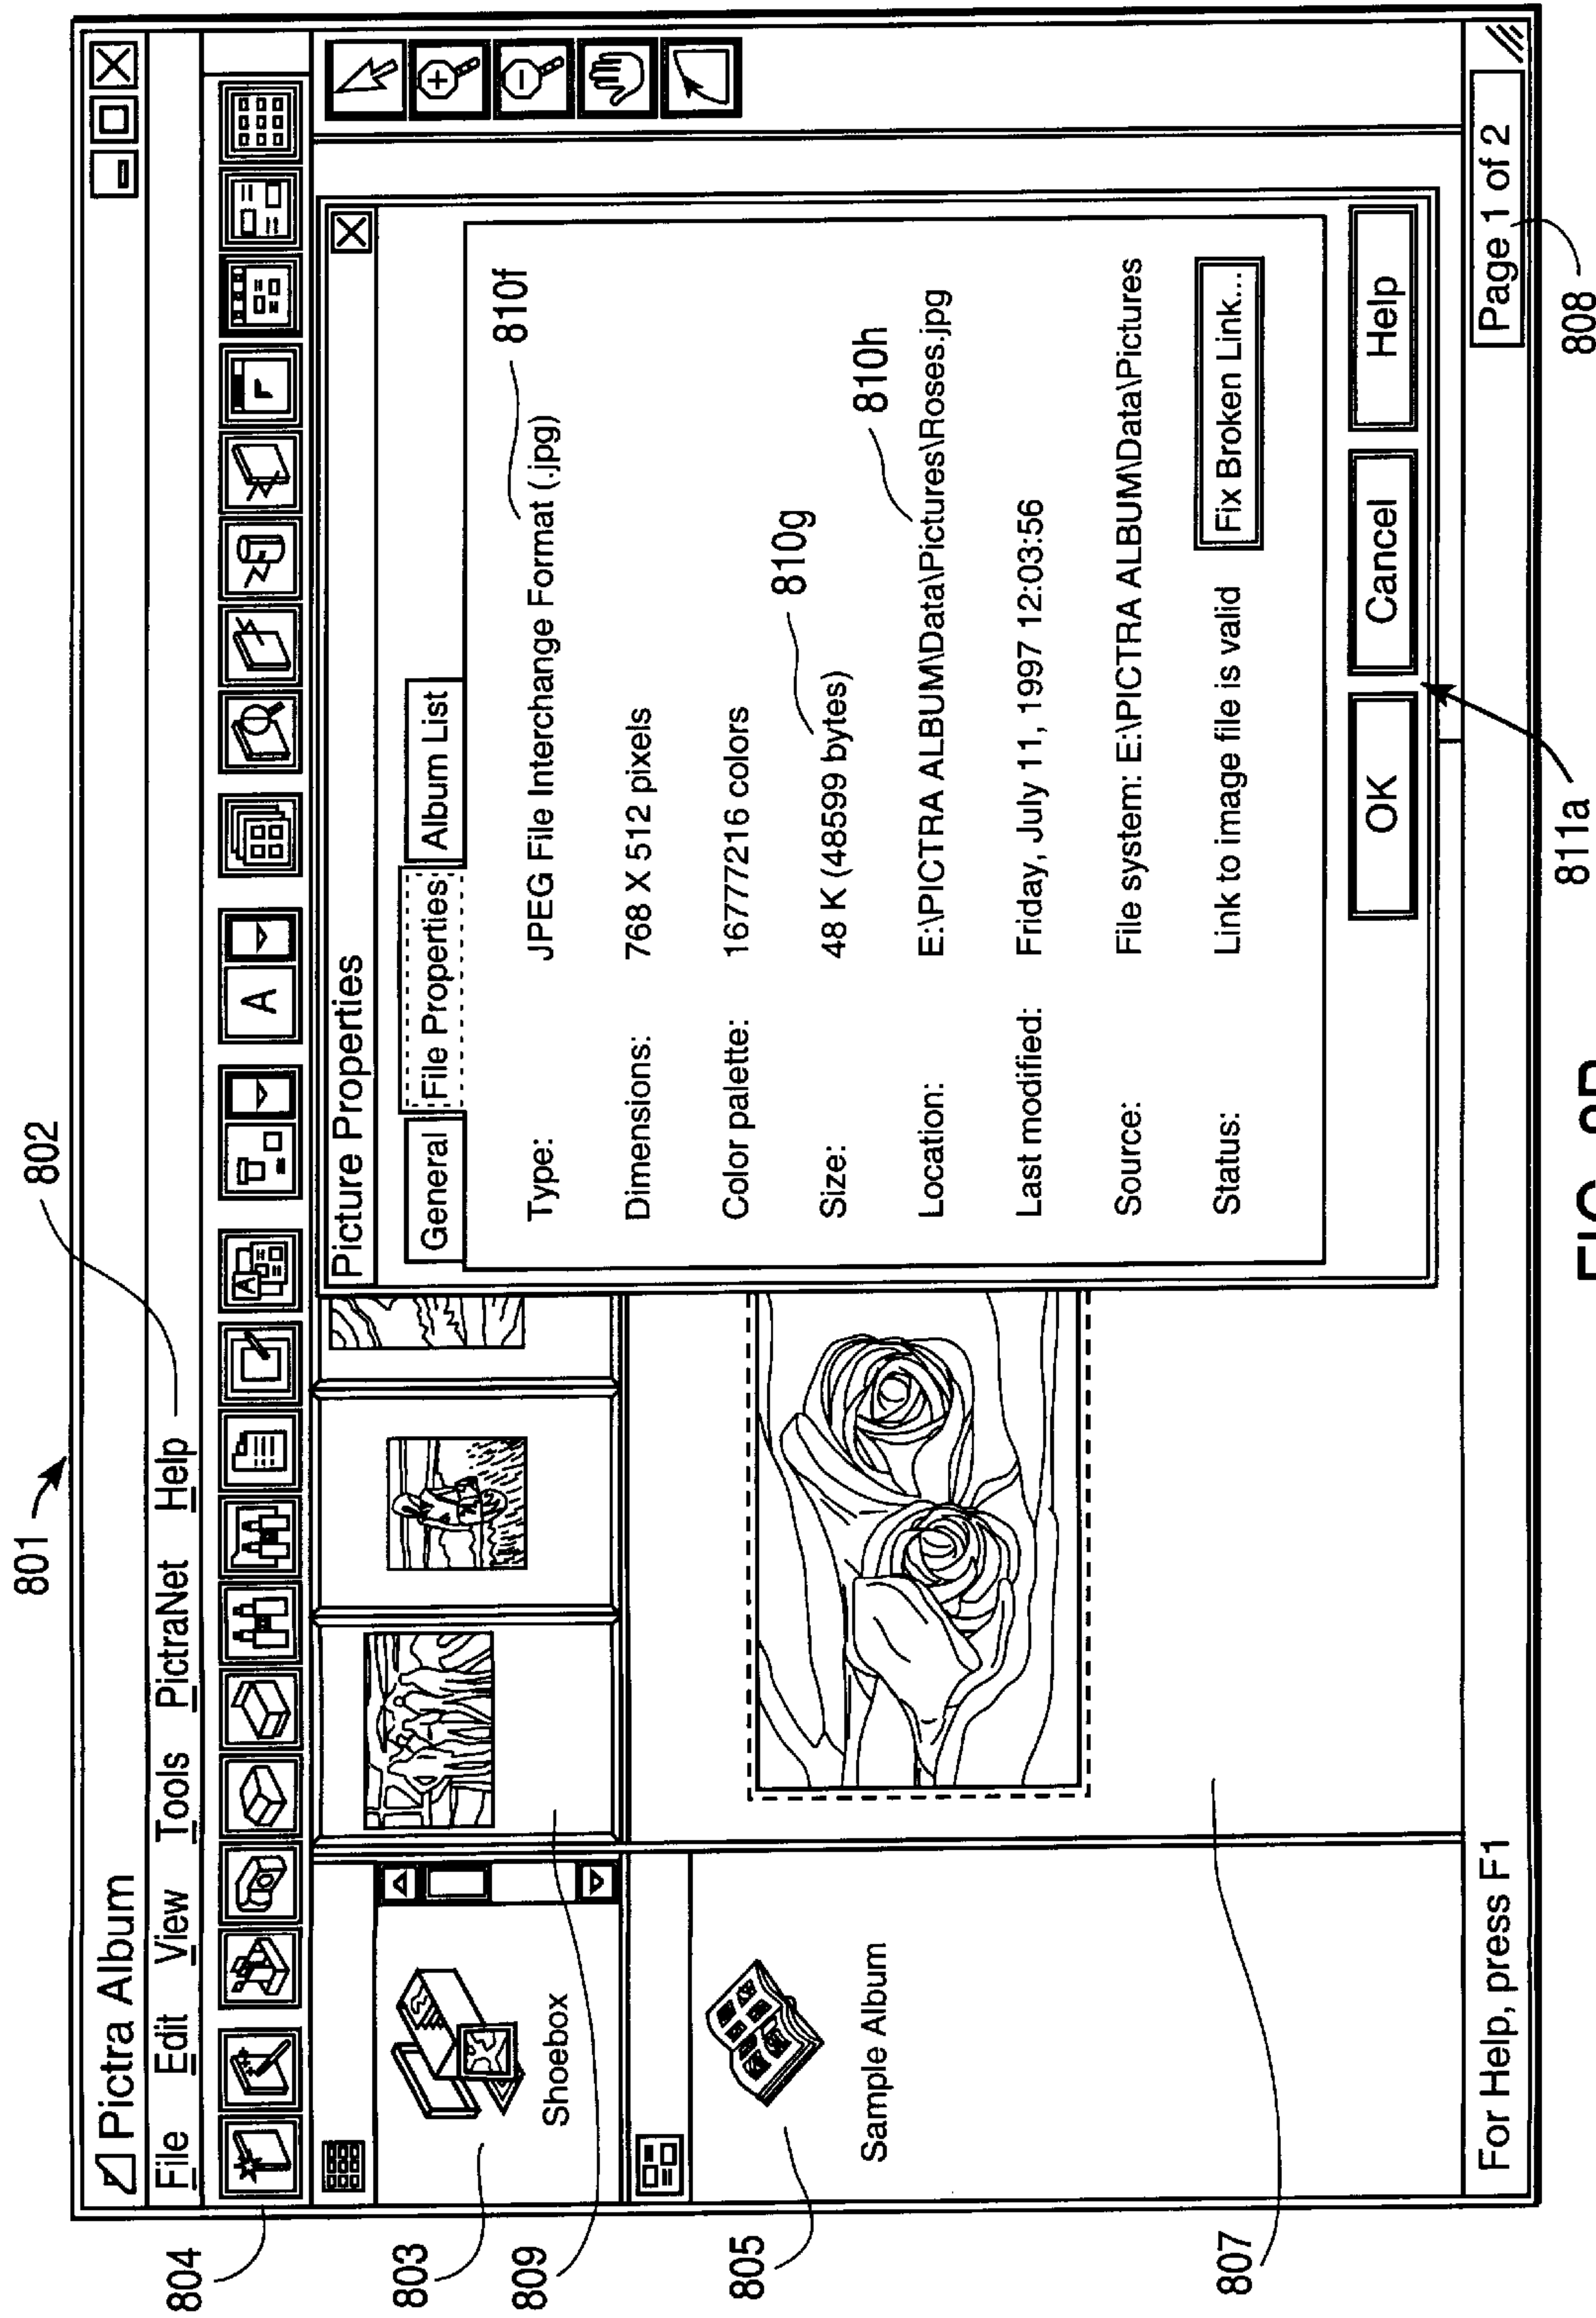 801
802
Pictra Album
File Edit View Tools PictraNet Help
804
A
803
Shoebox
809
805
Sample Album
807
Picture Properties
General File Properties Album List
Type: JPEG File Interchange Format (.jpg)
810f
Dimensions: 768 X 512 pixels
Color palette: 16777216 colors
Size: 48 K (48599 bytes)
810g
Location: E:\PICTRA ALBUM\Data\Pictures\Roses.jpg
810h
Last modified: Friday, July 11, 1997 12:03:56
Source: File system: E:\PICTRA ALBUM\Data\Pictures
Status: Link to image file is valid Fix Broken Link...
OK Cancel Help
For Help, press F1 Page 1 of 2
811a
808